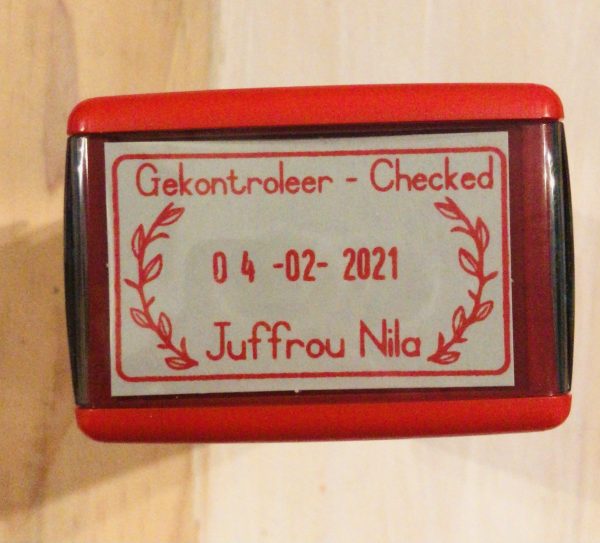 Gekontroleer - Checked
04 -02- 2021
Juffrou Nila